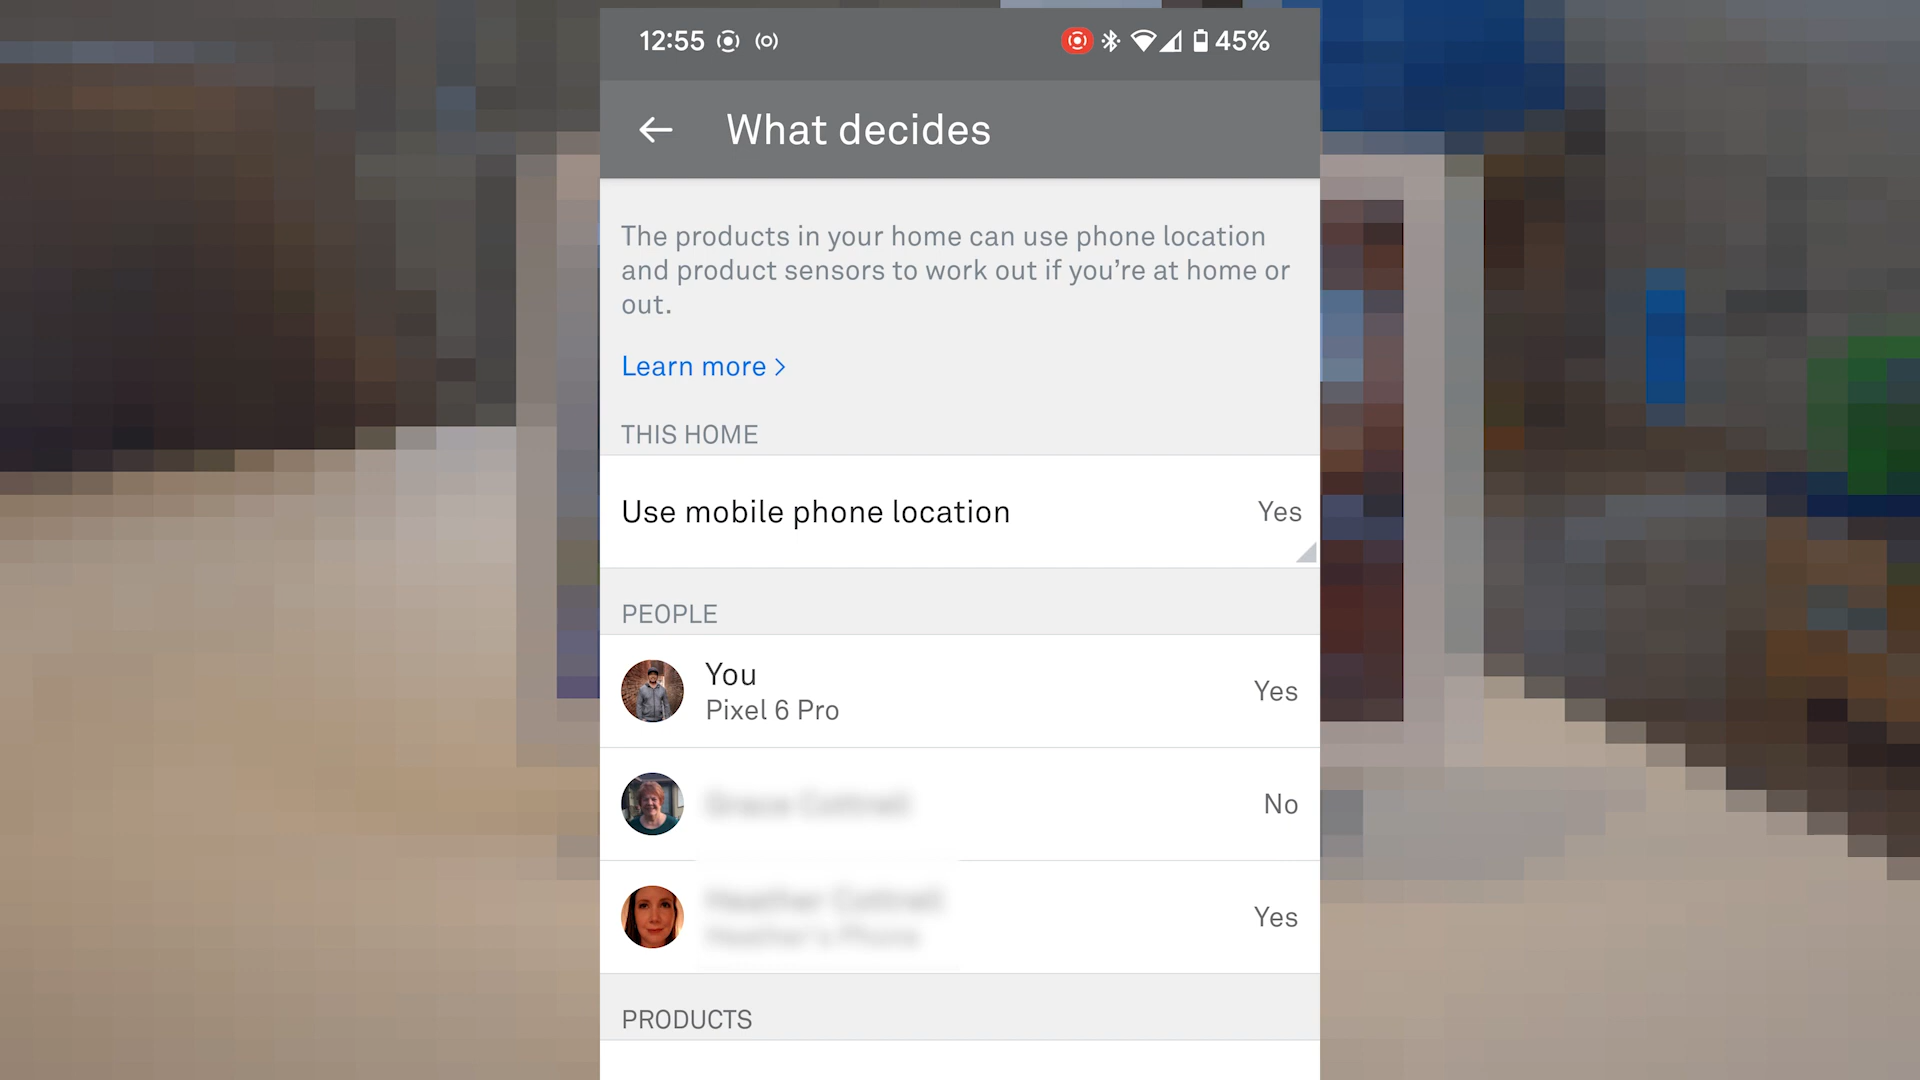 12:55
45%
What decides
The products in your home can use phone location
and product sensors to work out if you’re at home or
out.
Learn more >
THIS HOME
Use mobile phone location
Yes
PEOPLE
You
Pixel 6 Pro
Yes
No
Yes
PRODUCTS